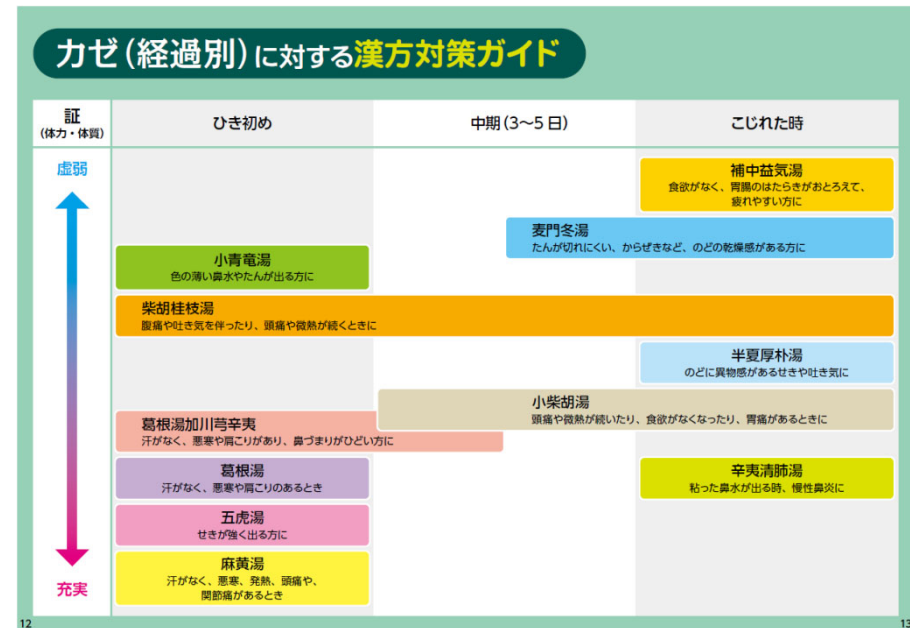 カゼ(経過別)に対する漢方対策ガイド
証
(体力・体質)
ひき初め
中期(3〜5日)
こじれた時
虚弱
補中益気湯
食欲がなく、胃腸のはたらきがおとろえて、
疲れやすい方に
麦門冬湯
たんが切れにくい、からぜきなど、のどの乾燥感がある方に
小青竜湯
色の薄い鼻水やたんが出る方に
柴胡桂枝湯
腹痛や吐き気を伴ったり、頭痛や微熱が続くときに
半夏厚朴湯
のどに異物感があるせきや吐き気に
小柴胡湯
頭痛や微熱が続いたり、食欲がなくなったり、胃痛があるときに
葛根湯加川芎辛夷
汗がなく、悪寒や肩こりがあり、鼻づまりがひどい方に
葛根湯
汗がなく、悪寒や肩こりのあるとき
辛夷清肺湯
粘った鼻水が出る時、慢性鼻炎に
五虎湯
せきが強く出る方に
麻黄湯
汗がなく、悪寒、発熱、頭痛や、
関節痛があるとき
充実
12
13